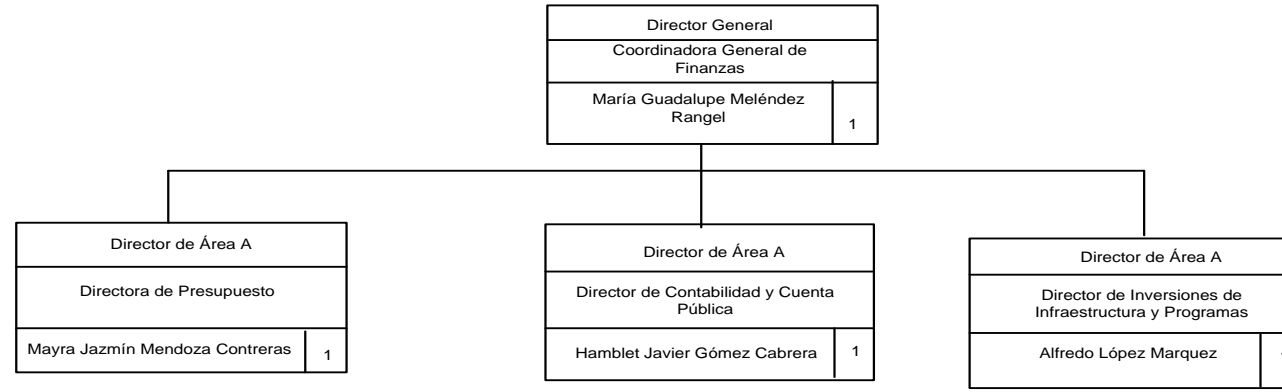 Director General
Coordinadora General de
Finanzas
María Guadalupe Meléndez
Rangel
1
Director de Área A
Directora de Presupuesto
Mayra Jazmín Mendoza Contreras
1
Director de Área A
Director de Contabilidad y Cuenta
Pública
Hamblet Javier Gómez Cabrera
1
Director de Área A
Director de Inversiones de
Infraestructura y Programas
Alfredo López Marquez